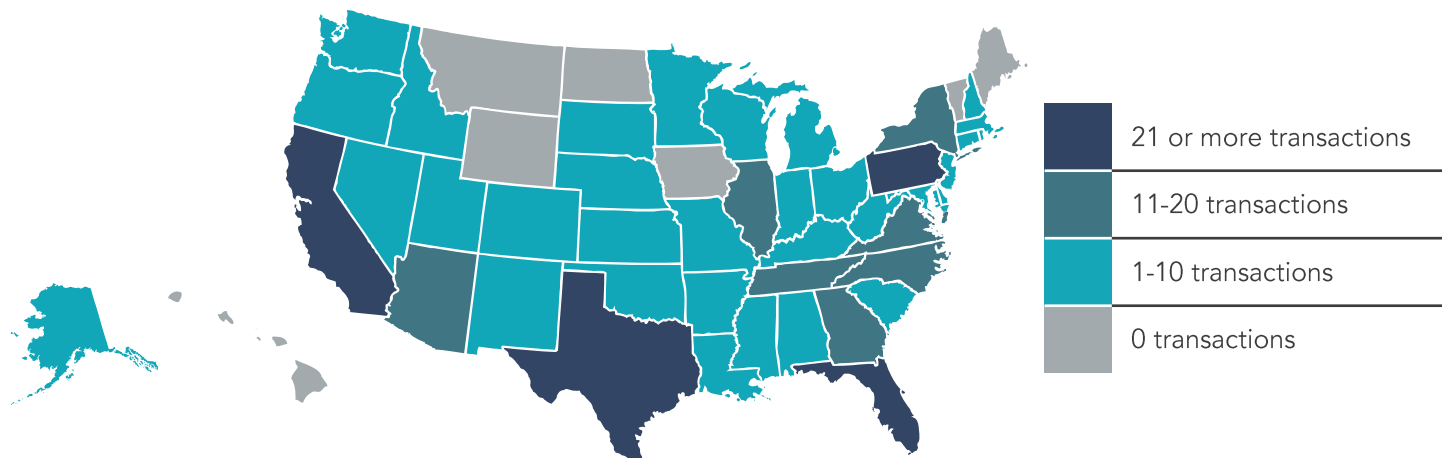 21 or more transactions
11-20 transactions
1-10 transactions
0 transactions